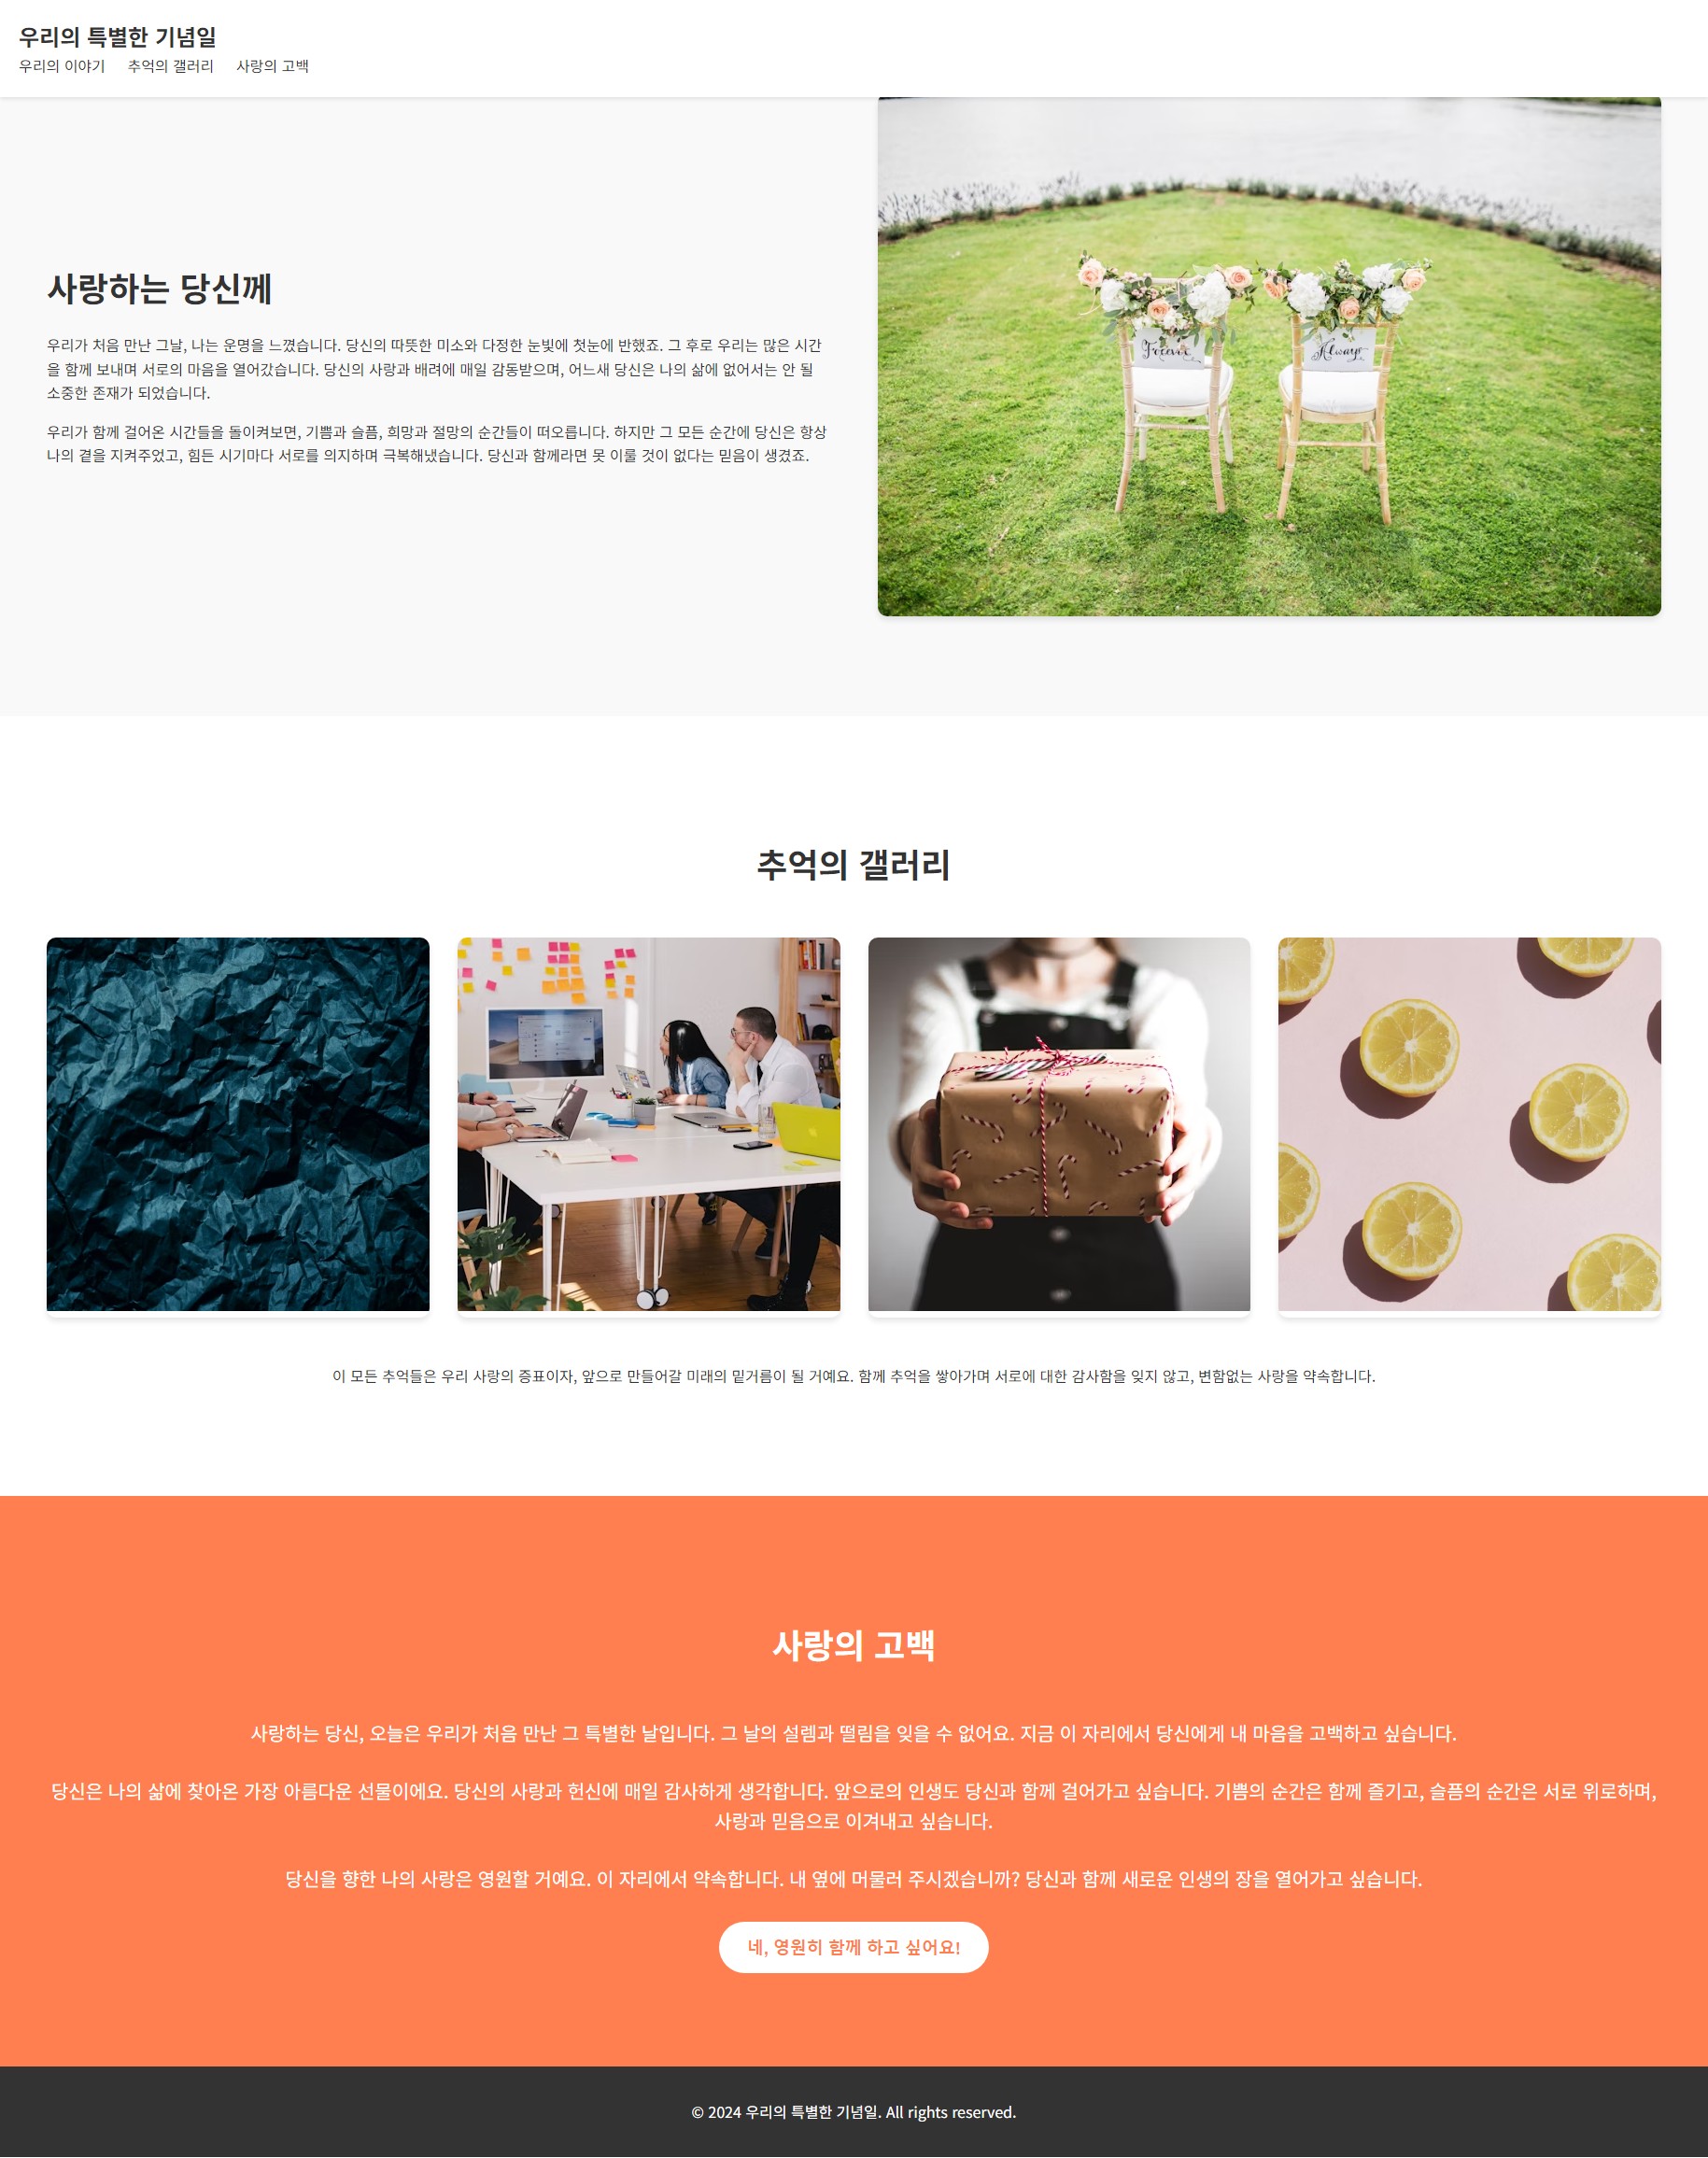 우리의 특별한 기념일
우리의 이야기 추억의 갤러리 사랑의 고백
사랑하는 당신께
우리가 처음 만난 그날, 나는 운명을 느꼈습니다. 당신의 따뜻한 미소와 다정한 눈빛에 첫눈에 반했죠. 그 후로 우리는 많은 시간
을 함께 보내며 서로의 마음을 열어갔습니다. 당신의 사랑과 배려에 매일 감동받으며, 어느새 당신은 나의 삶에 없어서는 안 될
소중한 존재가 되었습니다.
우리가 함께 걸어온 시간들을 돌이켜보면, 기쁨과 슬픔, 희망과 절망의 순간들이 떠오릅니다. 하지만 그 모든 순간에 당신은 항상
나의 곁을 지켜주었고, 힘든 시기마다 서로를 의지하며 극복해냈습니다. 당신과 함께라면 못 이룰 것이 없다는 믿음이 생겼죠.
Forever Always
추억의 갤러리
이 모든 추억들은 우리 사랑의 증표이자, 앞으로 만들어갈 미래의 밑거름이 될 거예요. 함께 추억을 쌓아가며 서로에 대한 감사함을 잊지 않고, 변함없는 사랑을 약속합니다.
사랑의 고백
사랑하는 당신, 오늘은 우리가 처음 만난 그 특별한 날입니다. 그 날의 설렘과 떨림을 잊을 수 없어요. 지금 이 자리에서 당신에게 내 마음을 고백하고 싶습니다.
당신은 나의 삶에 찾아온 가장 아름다운 선물이에요. 당신의 사랑과 헌신에 매일 감사하게 생각합니다. 앞으로의 인생도 당신과 함께 걸어가고 싶습니다. 기쁨의 순간은 함께 즐기고, 슬픔의 순간은 서로 위로하며,
사랑과 믿음으로 이겨내고 싶습니다.
당신을 향한 나의 사랑은 영원할 거예요. 이 자리에서 약속합니다. 내 옆에 머물러 주시겠습니까? 당신과 함께 새로운 인생의 장을 열어가고 싶습니다.
네, 영원히 함께 하고 싶어요!
© 2024 우리의 특별한 기념일. All rights reserved.